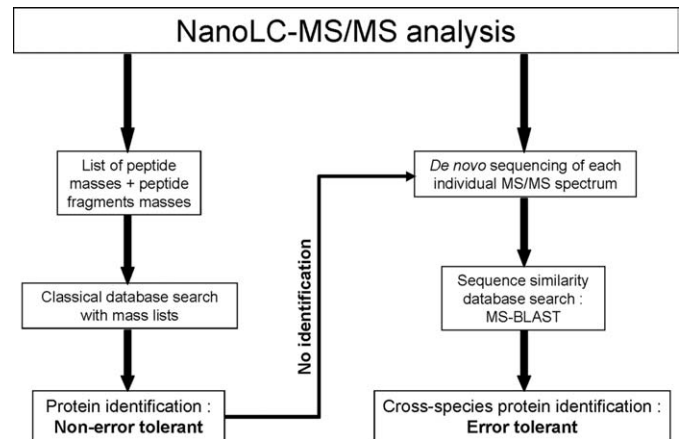 NanoLC-MS/MS analysis
List of peptide
masses + peptide
fragments masses
Classical database search
with mass lists
Protein identification :
Non-error tolerant
No identification
De novo sequencing of each
individual MS/MS spectrum
Sequence similarity
database search :
MS-BLAST
Cross-species protein identification :
Error tolerant